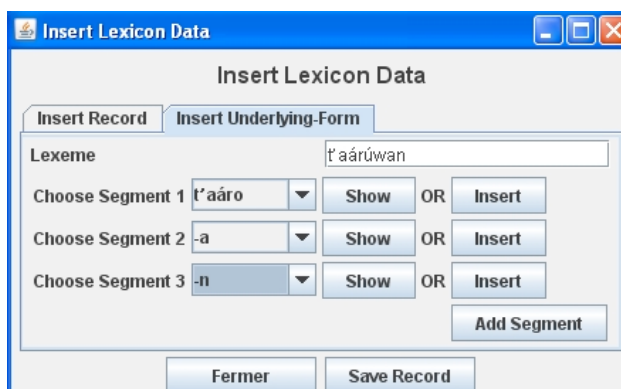 Insert Lexicon Data
Insert Lexicon Data
Insert Record Insert Underlying-Form
Lexeme t'aárúwan
Choose Segment 1 t'aáro Show OR Insert
Choose Segment 2 -a Show OR Insert
Choose Segment 3 -n Show OR Insert
Add Segment
Fermer Save Record